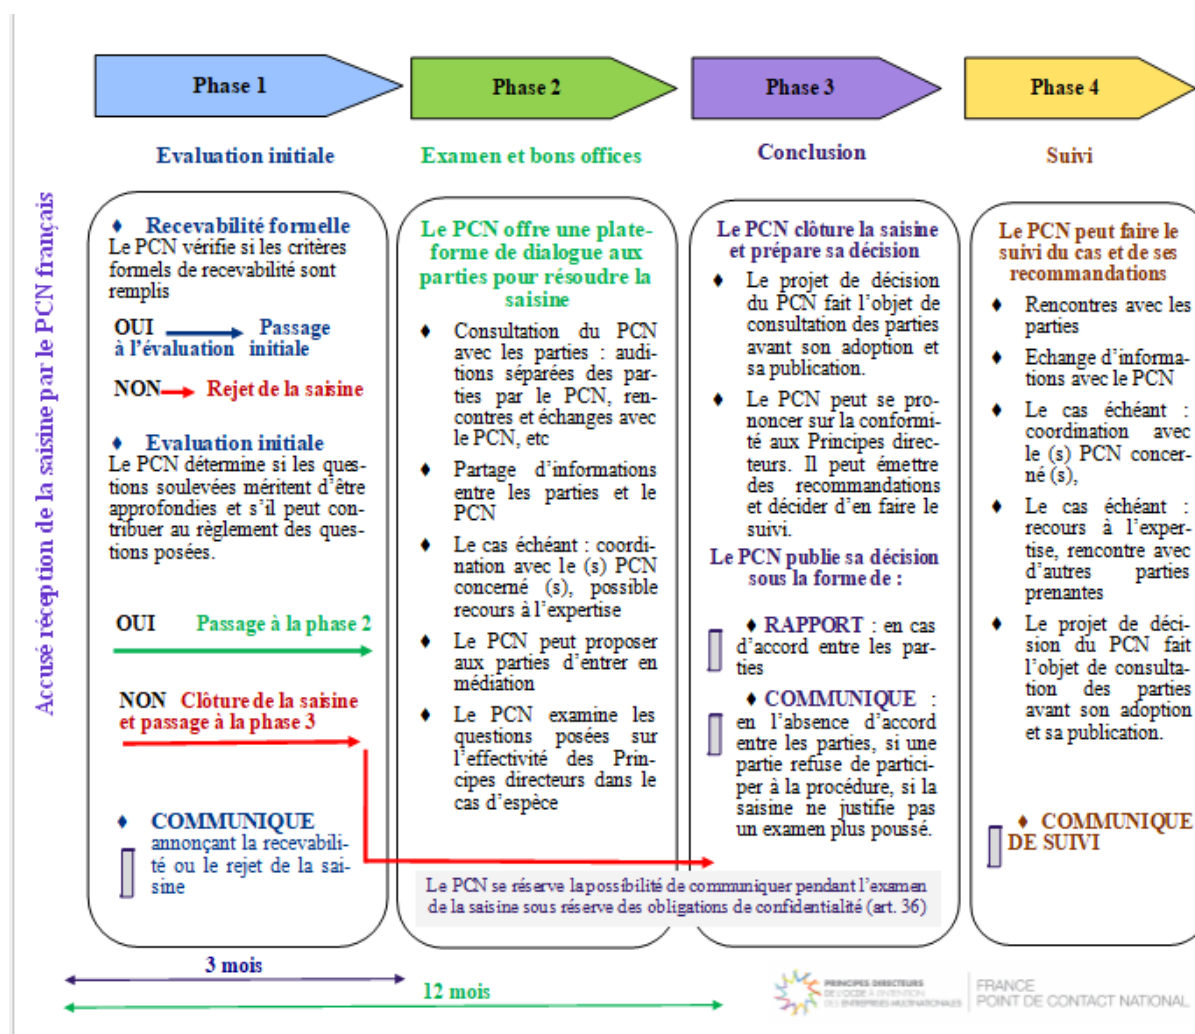 Phase 1
Phase 2
Phase 3
Phase 4
Evaluation initiale
Examen et bons offices
Conclusion
Suivi
Accusé réception de la saisine par le PCN français
♦ Recevabilité formelle
Le PCN vérifie si les critères
formels de recevabilité sont
remplis
OUI Passage
à l’évaluation initiale
NON Rejet de la saisine
♦ Evaluation initiale
Le PCN détermine si les ques-
tions soulevées méritent d’être
approfondies et s’il peut con-
tribuer au règlement des ques-
tions posées.
OUI Passage à la phase 2
NON Clôture de la saisine
et passage à la phase 3
♦ COMMUNIQUE
annonçant la recevabili-
té ou le rejet de la sai-
sine
Le PCN offre une plate-
forme de dialogue aux
parties pour résoudre la
saisine
♦ Consultation du PCN
avec les parties : audi-
tions séparées des par-
ties par le PCN, ren-
contres et échanges avec
le PCN, etc
♦ Partage d’informations
entre les parties et le
PCN
♦ Le cas échéant : coordi-
nation avec le (s) PCN
concerné (s), possible
recours à l’expertise
♦ Le PCN peut proposer
aux parties d’entrer en
médiation
♦ Le PCN examine les
questions posées sur
l’effectivité des Prin-
cipes directeurs dans le
cas d’espèce
Le PCN clôture la saisine
et prépare sa décision
♦ Le projet de décision
du PCN fait l’objet de
consultation des parties
avant son adoption et
sa publication.
♦ Le PCN peut se pro-
noncer sur la conformi-
té aux Principes direc-
teurs. Il peut émettre
des recommandations
et décider d’en faire le
suivi.
Le PCN publie sa décision
sous la forme de :
♦ RAPPORT : en cas
d’accord entre les par-
ties
♦ COMMUNIQUE :
en l’absence d’accord
entre les parties, si une
partie refuse de partici-
per à la procédure, si la
saisine ne justifie pas
un examen plus poussé.
Le PCN peut faire le
suivi du cas et de ses
recommandations
♦ Rencontres avec les
parties
♦ Echange d’informa-
tions avec le PCN
♦ Le cas échéant :
coordination avec
le (s) PCN concer-
né (s),
♦ Le cas échéant :
recours à l’exper-
tise, rencontre avec
d’autres parties
prenantes
♦ Le projet de déci-
sion du PCN fait
l’objet de consulta-
tion des parties
avant son adoption
et sa publication.
♦ COMMUNIQUE
DE SUIVI
Le PCN se réserve la possibilité de communiquer pendant l’examen
de la saisine sous réserve des obligations de confidentialité (art. 36)
3 mois
12 mois
PRINCIPES DIRECTEURS
DE L'OCDE À L'INTENTION
DES ENTREPRISES MULTINATIONALES
FRANCE
POINT DE CONTACT NATIONAL